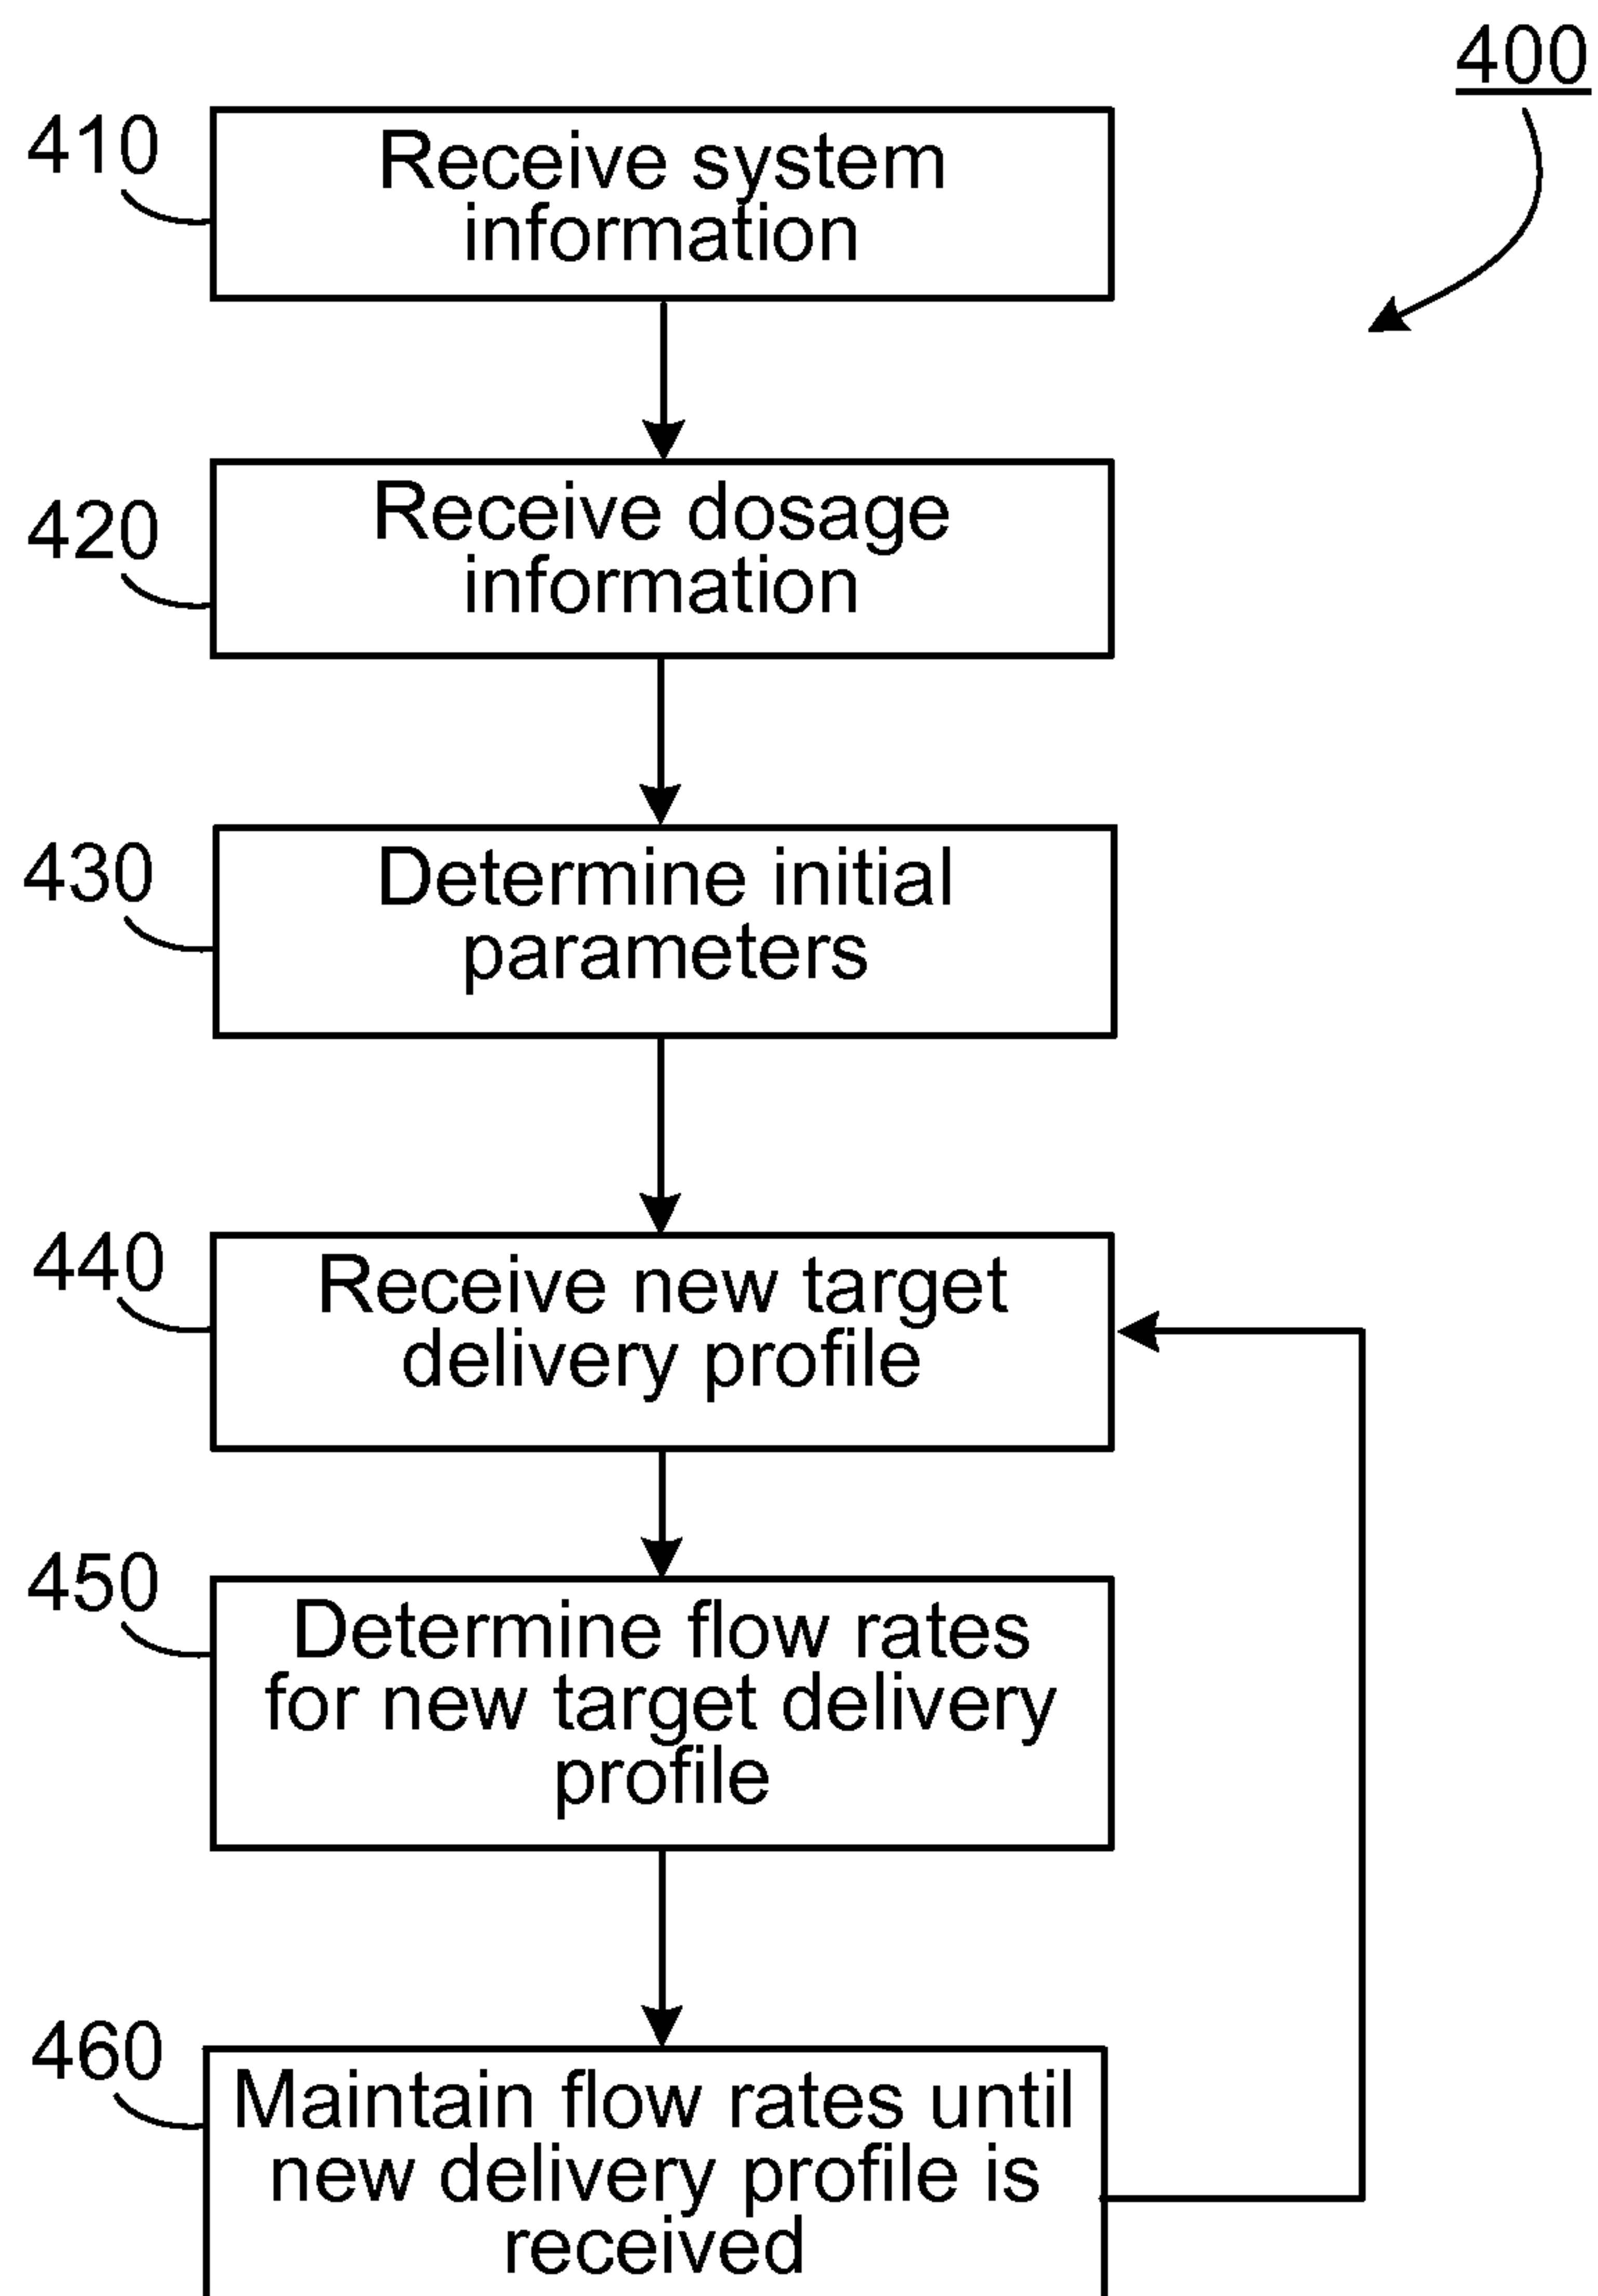 400
410
Receive system
information
420
Receive dosage
information
430
Determine initial
parameters
440
Receive new target
delivery profile
450
Determine flow rates
for new target delivery
profile
460
Maintain flow rates until
new delivery profile is
received